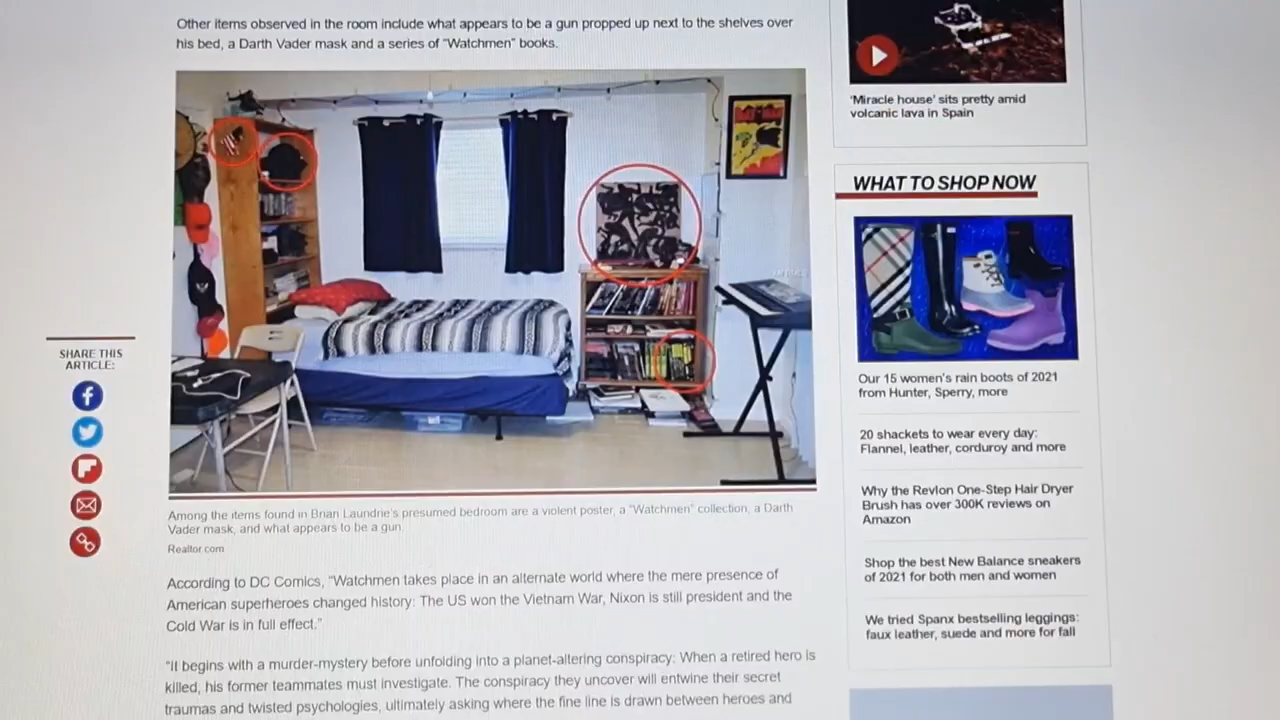 Other items observed in the room include what appears to be a gun propped up next to the shelves over
his bed, a Darth Vader mask and a series of "Watchmen" books.
BATMAN
SHARE THIS
ARTICLE:
Among the items found in Brian Laundrie's presumed bedroom are a violent poster, a "Watchmen" collection, a Darth
Vader mask, and what appears to be a gun.
Realtor.com
According to DC Comics, "Watchmen takes place in an alternate world where the mere presence of
American superheroes changed history: The US won the Vietnam War, Nixon is still president and the
Cold War is in full effect."
"It begins with a murder-mystery before unfolding into a planet-altering conspiracy: When a retired hero is
killed, his former teammates must investigate. The conspiracy they uncover will entwine their secret
traumas and twisted psychologies, ultimately asking where the fine line is drawn between heroes and
'Miracle house' sits pretty amid
volcanic lava in Spain
WHAT TO SHOP NOW
Our 15 women's rain boots of 2021
from Hunter, Sperry, more
20 shackets to wear every day:
Flannel, leather, corduroy and more
Why the Revlon One-Step Hair Dryer
Brush has over 300K reviews on
Amazon
Shop the best New Balance sneakers
of 2021 for both men and women
We tried Spanx bestselling leggings:
faux leather, suede and more for fall